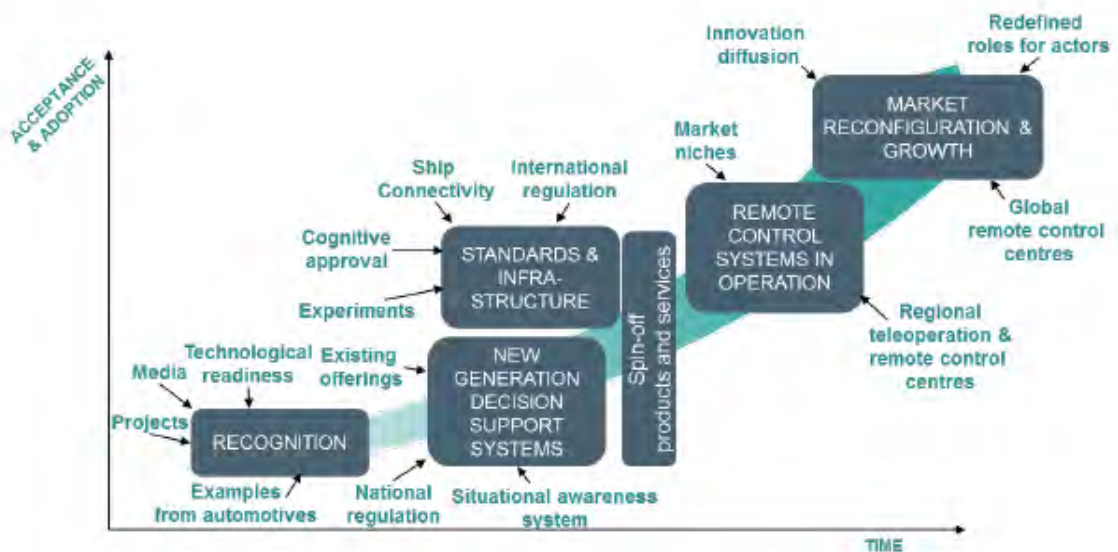 ACCEPTANCE
& ADOPTION
Innovation
diffusion
Redefined
roles for actors
MARKET
RECONFIGURATION &
GROWTH
Global
remote control
centres
Market
niches
REMOTE
CONTROL
SYSTEMS IN
OPERATION
Regional
teleoperation &
remote control
centres
Ship
Connectivity
International
regulation
Cognitive
approval
Experiments
STANDARDS &
INFRA-
STRUCTURE
Spin-off
products and services
Existing
offerings
NEW
GENERATION
DECISION
SUPPORT
SYSTEMS
National
regulation
Situational awareness
system
Technological
readiness
Media
Projects
RECOGNITION
Examples
from automotives
TIME